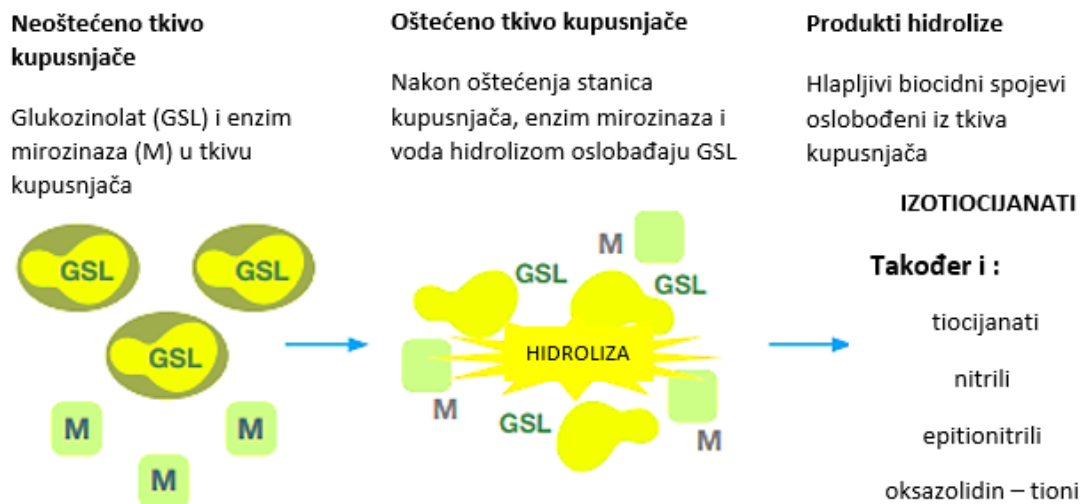 Neoštećeno tkivo
kupusnjače
Glukozinolat (GSL) i enzim
mirozinaza (M) u tkivu
kupusnjača
GSL
GSL
GSL
M
M
M
Oštećeno tkivo kupusnjače
Nakon oštećenja stanica
kupusnjača, enzim mirozinaza i
voda hidrolizom oslobađaju GSL
M
GSL
GSL
HIDROLIZA
M
GSL
M
Produkti hidrolize
Hlapljivi biocidni spojevi
oslobođeni iz tkiva
kupusnjača
IZOTIOCIJANATI
Također i :
tiocijanati
nitrili
epitionitrili
oksazolidin – tioni